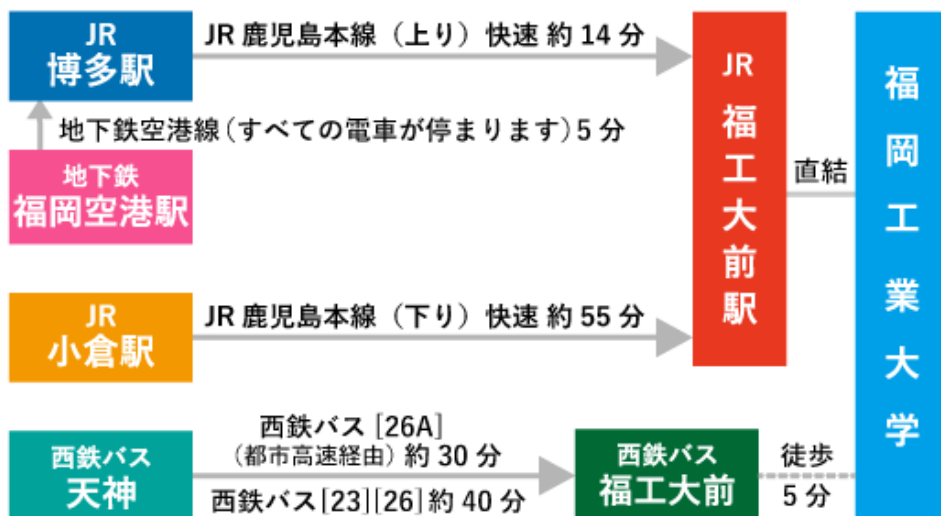 JR
博多駅
JR 鹿児島本線（上り）快速 約 14 分
地下鉄空港線（すべての電車が停まります）5 分
地下鉄
福岡空港駅
JR
小倉駅
JR 鹿児島本線（下り）快速 約 55 分
西鉄バス
天神
西鉄バス [26A]
（都市高速経由）約 30 分
西鉄バス[23][26] 約 40 分
西鉄バス
福工大前
徒歩
5 分
JR
福工大前駅
直結
福岡工業大学